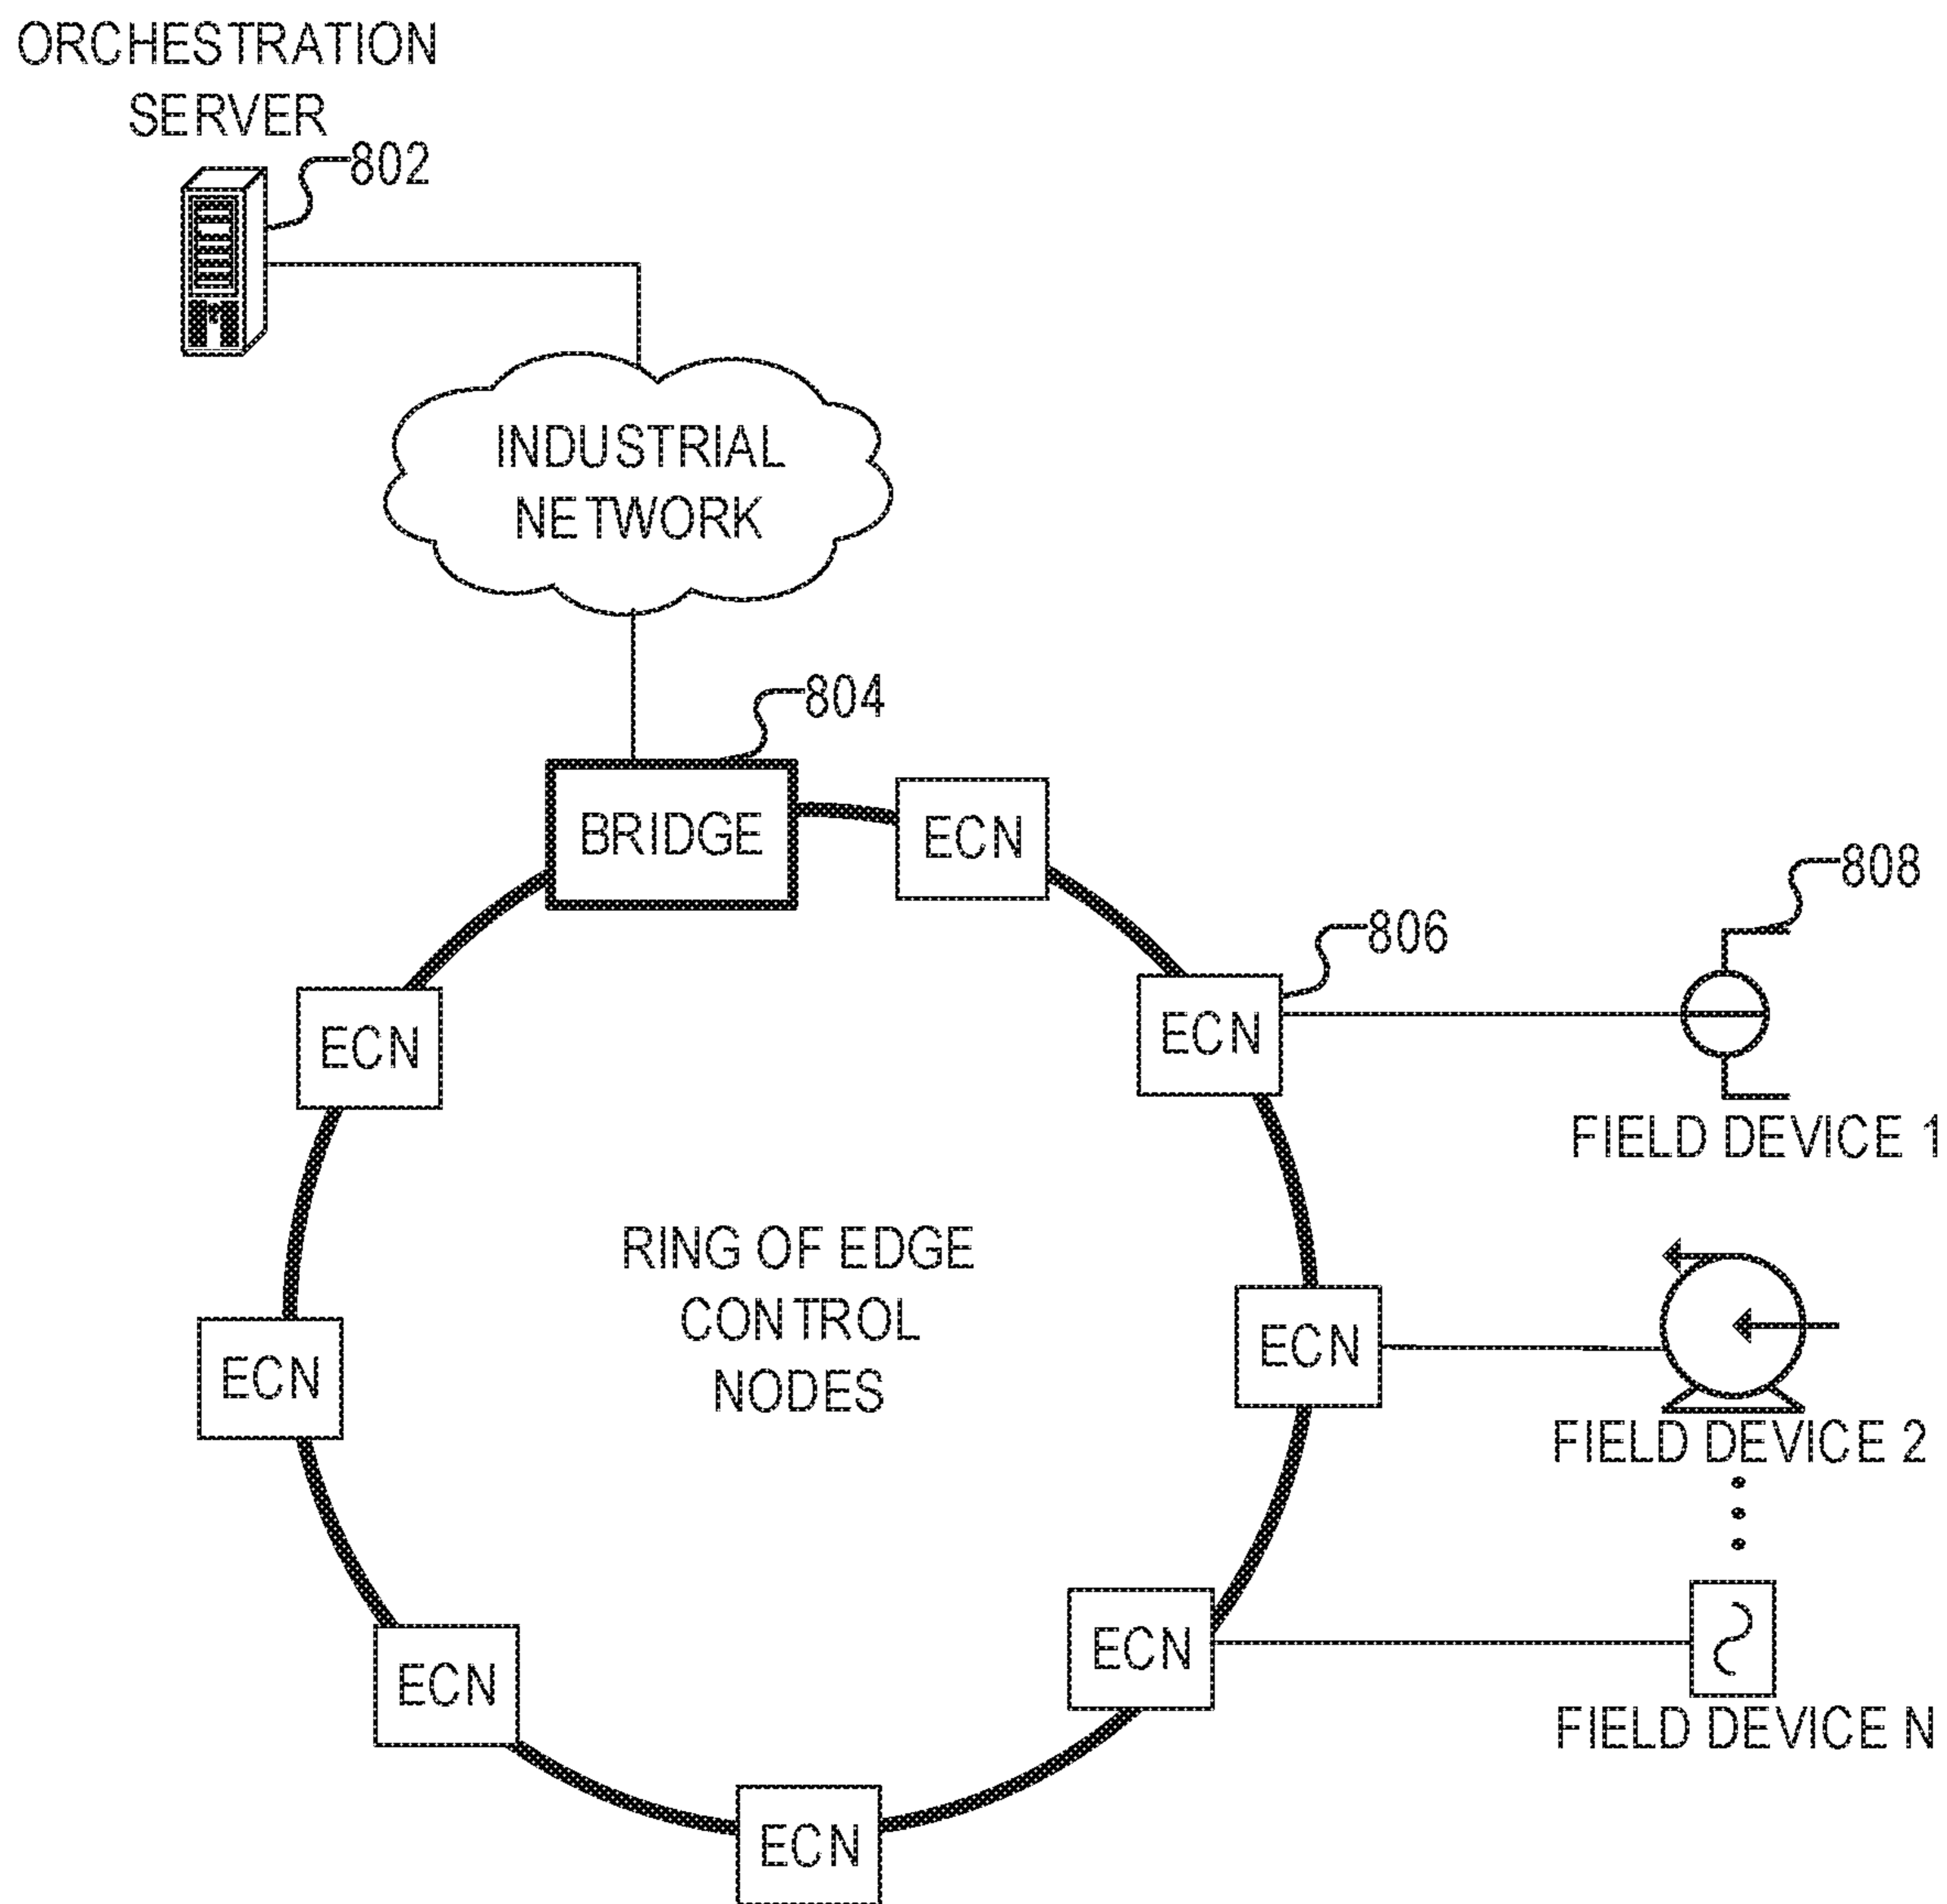 ORCHESTRATION
SERVER
802
INDUSTRIAL
NETWORK
804
BRIDGE
ECN
808
806
ECN
ECN
FIELD DEVICE 1
RING OF EDGE
CONTROL
NODES
ECN
ECN
FIELD DEVICE 2
ECN
ECN
FIELD DEVICE N
ECN
ECN